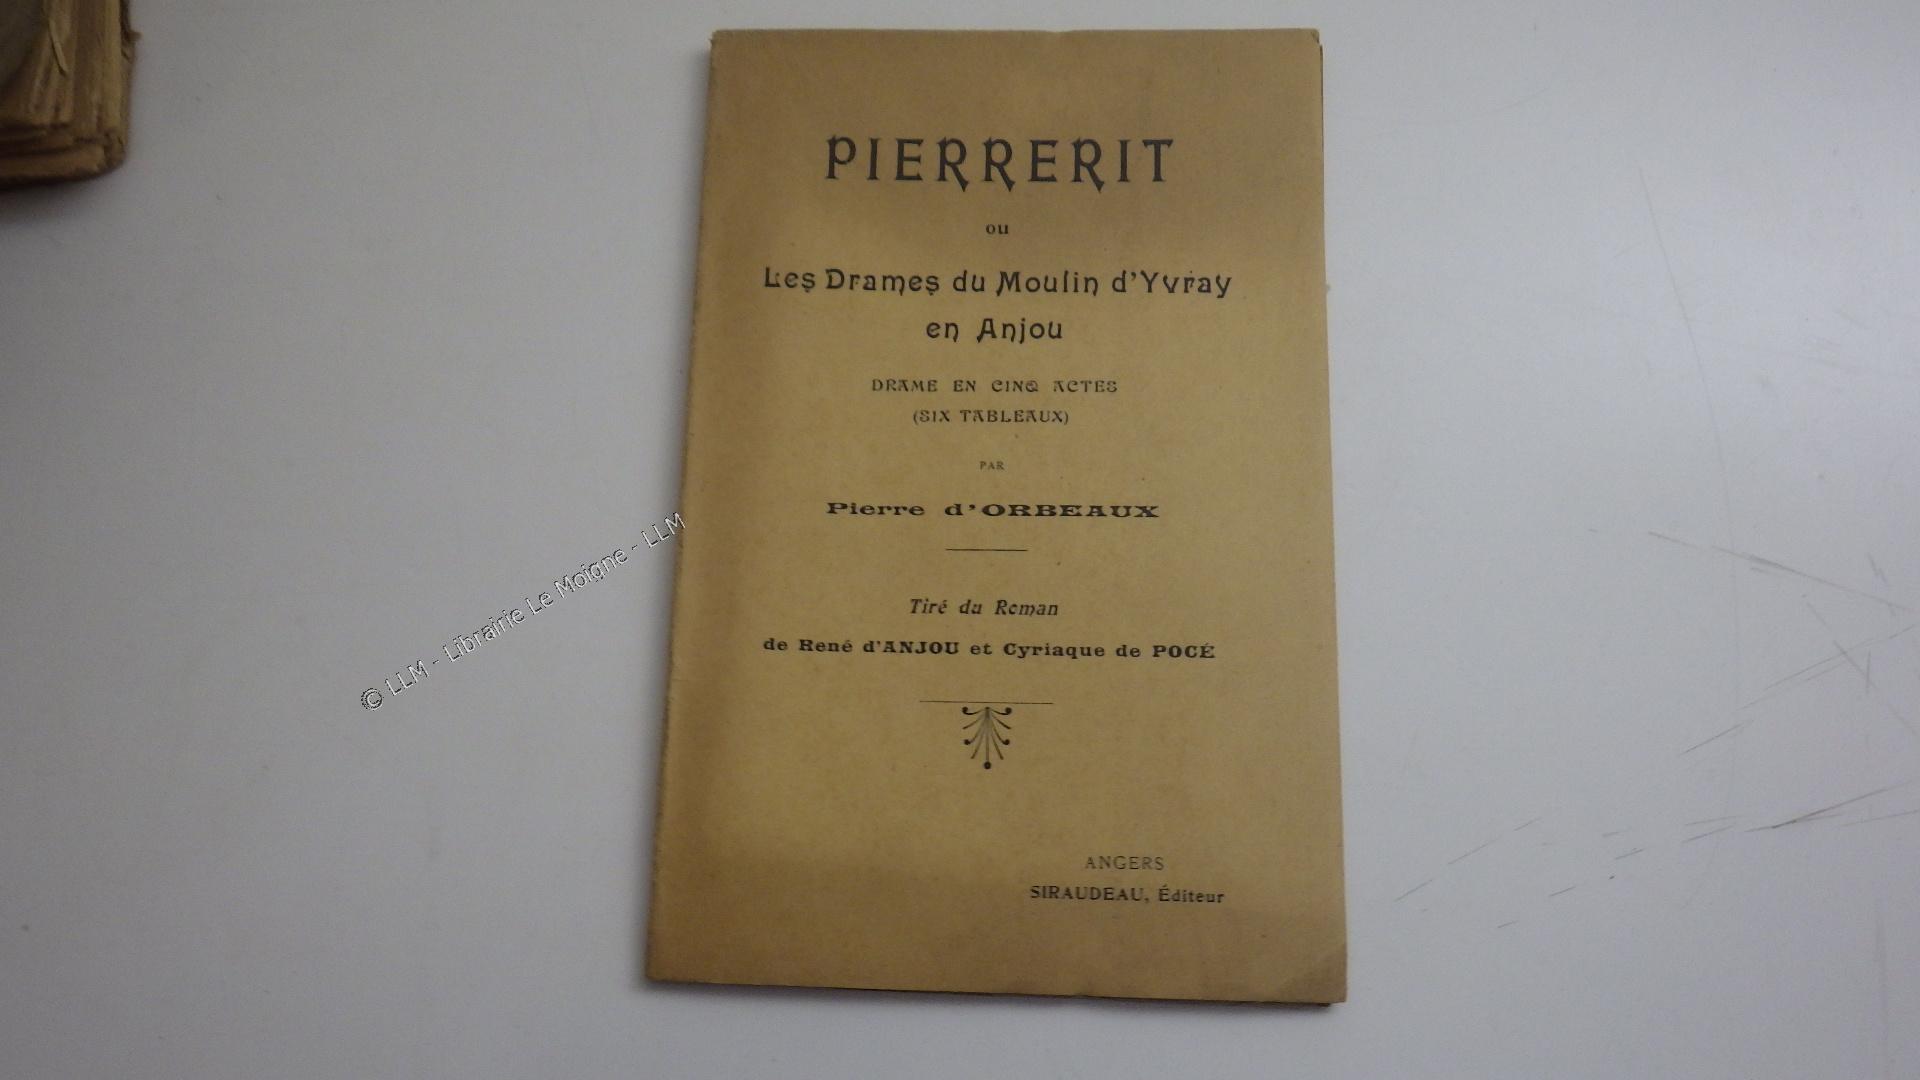 PIERRERIT
ou
Les Drames du Moulin d'Yvray
en Anjou
DRAME EN CINQ ACTES
(SIX TABLEAUX)
PAR
Pierre d'ORBEAUX
Tiré du Roman
de René d'ANJOU et Cyriaque de POCÉ
ANGERS
SIRAUDEAU, Éditeur
© LLM - Librairie Le Moigne - LLM